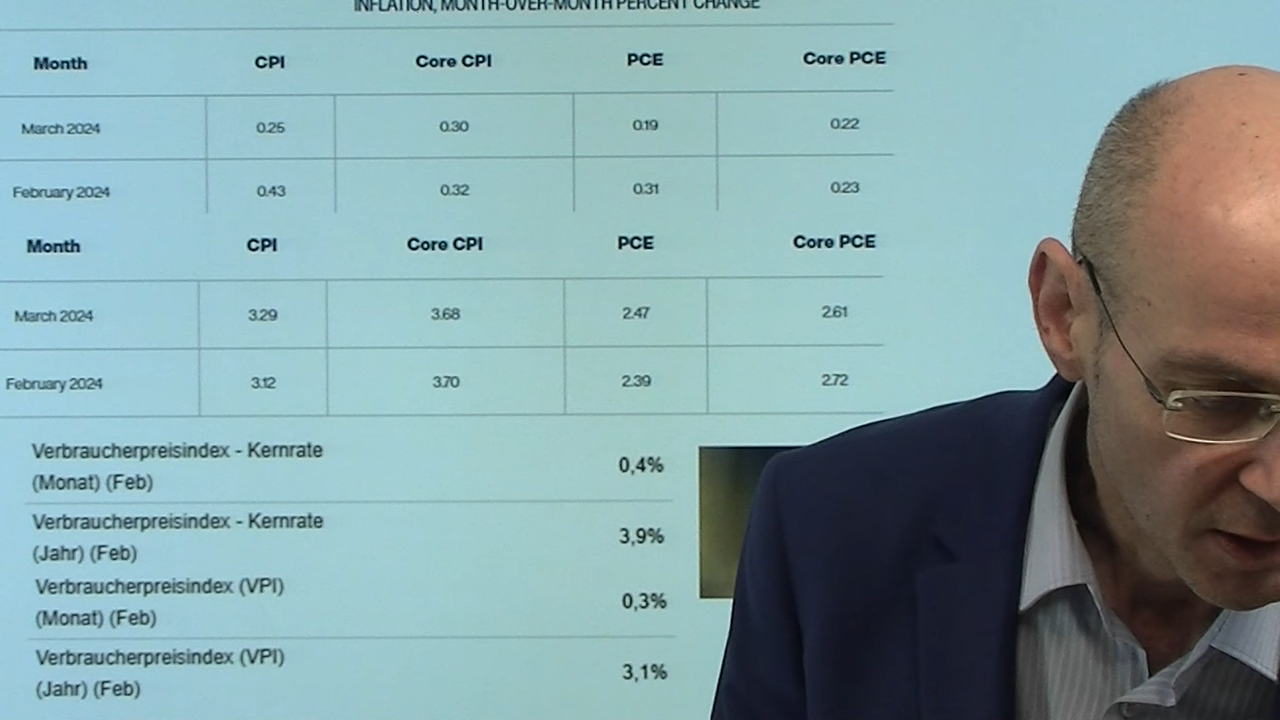 INFLATION, MONTH-OVER-MONTH PERCENT CHANGE
Month CPI Core CPI PCE Core PCE
March 2024 0.25 0.30 0.19 0.22
February 2024 0.43 0.32 0.31 0.23
Month CPI Core CPI PCE Core PCE
March 2024 3.29 3.68 2.47 2.61
February 2024 3.12 3.70 2.39 2.72
Verbraucherpreisindex - Kernrate
(Monat) (Feb) 0,4%
Verbraucherpreisindex - Kernrate
(Jahr) (Feb) 3,9%
Verbraucherpreisindex (VPI)
(Monat) (Feb) 0,3%
Verbraucherpreisindex (VPI)
(Jahr) (Feb) 3,1%